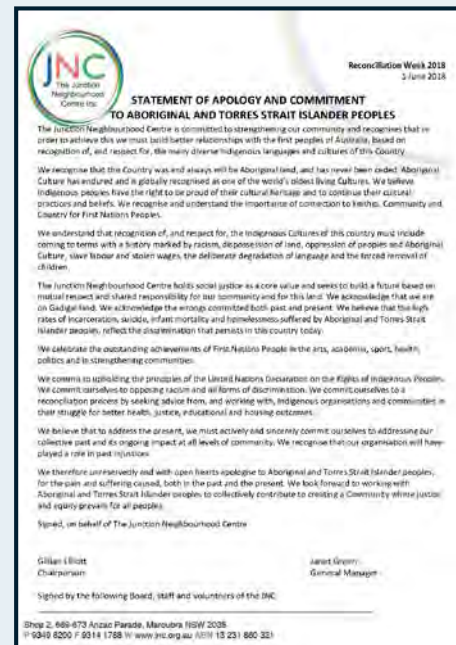 JNC
The Junction
Neighbourhood
Centre Inc
Reconciliation Week 2018
1 June 2018
STATEMENT OF APOLOGY AND COMMITMENT
TO ABORIGINAL AND TORRES STRAIT ISLANDER PEOPLES
The Junction Neighbourhood Centre is committed to strengthening our community and recognises that in
order to achieve this we must build better relationships with the first peoples of Australia, based on
recognition of, and respect for, the many diverse Indigenous languages and cultures of this Country
We recognise that the Country was and always will be Aboriginal land, and has never been ceded. Aboriginal
Culture has endured and is globally recognised as one of the world's oldest living Cultures. We believe
Indigenous peoples have the right to be proud of their cultural heritage and to continue their cultural
practices and beliefs. We recognise and understand the importance of connection to kinship, Community and
Country for First Nations Peoples.
We understand that recognition of, and respect for, the Indigenous Cultures of this country must include
coming to terms with a history marked by racism, dispossession of land, oppression of peoples and Aboriginal
Culture, slave labour and stolen wages, the deliberate degradation of language and the forced removal of
children
The Junction Neighbourhood Centre holds social justice as a core value and seeks to build a future based on
mutual respect and shared responsibility for our community and for this land. We acknowledge that we are
on Gadigal land. We acknowledge the wrongs committed both past and present. We believe that the high
rates of incarceration, suicide, infant mortality and homelessness suffered by Aboriginal and Torres Strait
Islander peoples, reflect the discrimination that persists in this country today.
We celebrate the outstanding achievements of First Nations People in the arts, academia, sport, health,
politics and in strengthening communities.
We commit to upholding the principles of the United Nations Declaration on the Rights of Indigenous Peoples.
We commit ourselves to opposing racism and all forms of discrimination. We commit ourselves to a
reconciliation process by seeking advice from, and working with, Indigenous organisations and communities in
their struggle for better health, justice, educational and housing outcomes.
We believe that to address the present, we must actively and sincerely commit ourselves to addressing our
collective past and its ongoing impact at all levels of community. We recognise that our organisation will have
played a role in past injustices.
We therefore unreservedly and with open hearts apologise to Aboriginal and Torres Strait Islander peoples,
for the pain and suffering caused, both in the past and the present. We look forward to working with
Aboriginal and Torres Strait Islander peoples to collectively contribute to creating a Community where justice
and equity prevails for all peoples.
Signed, on behalf of The Junction Neighbourhood Centre
Gillian Elliott Janet Green
Chairperson General Manager
Signed by the following Board, staff and volunteers of the JNC
Shop 2, 669-673 Anzac Parade, Maroubra NSW 2035
P 9349 8200 F 9314 1788 W www.jnc.org.au ABN 13 231 860 321